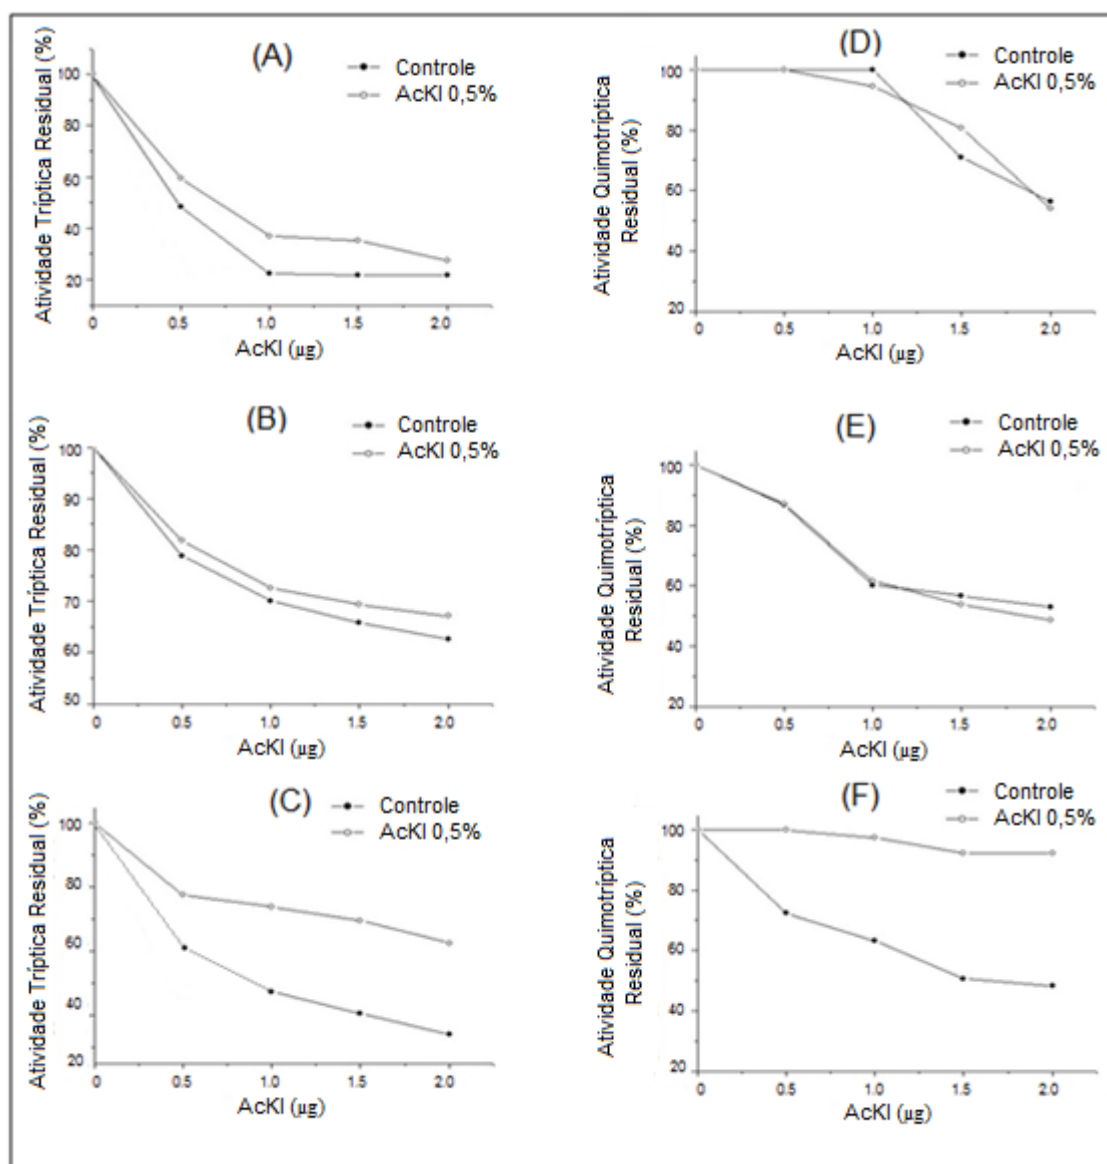 (A)
Controle
AcKI 0,5%
Atividade Tríptica Residual (%)
100
80
60
40
20
0 0.5 1.0 1.5 2.0
AcKI (µg)
(D)
Controle
AcKI 0,5%
Atividade Quimotríptica
Residual (%)
100
80
60
40
20
0 0.5 1.0 1.5 2.0
AcKI (µg)
(B)
Controle
AcKI 0,5%
Atividade Tríptica Residual (%)
100
90
80
70
60
50
0 0.5 1.0 1.5 2.0
AcKI (µg)
(E)
Controle
AcKI 0,5%
Atividade Quimotríptica
Residual (%)
100
80
60
40
20
0 0.5 1.0 1.5 2.0
AcKI (µg)
(C)
Controle
AcKI 0,5%
Atividade Tríptica Residual (%)
100
80
60
40
20
0 0.5 1.0 1.5 2.0
AcKI (µg)
(F)
Controle
AcKI 0,5%
Atividade Quimotríptica
Residual (%)
100
80
60
40
20
0 0.5 1.0 1.5 2.0
AcKI (µg)